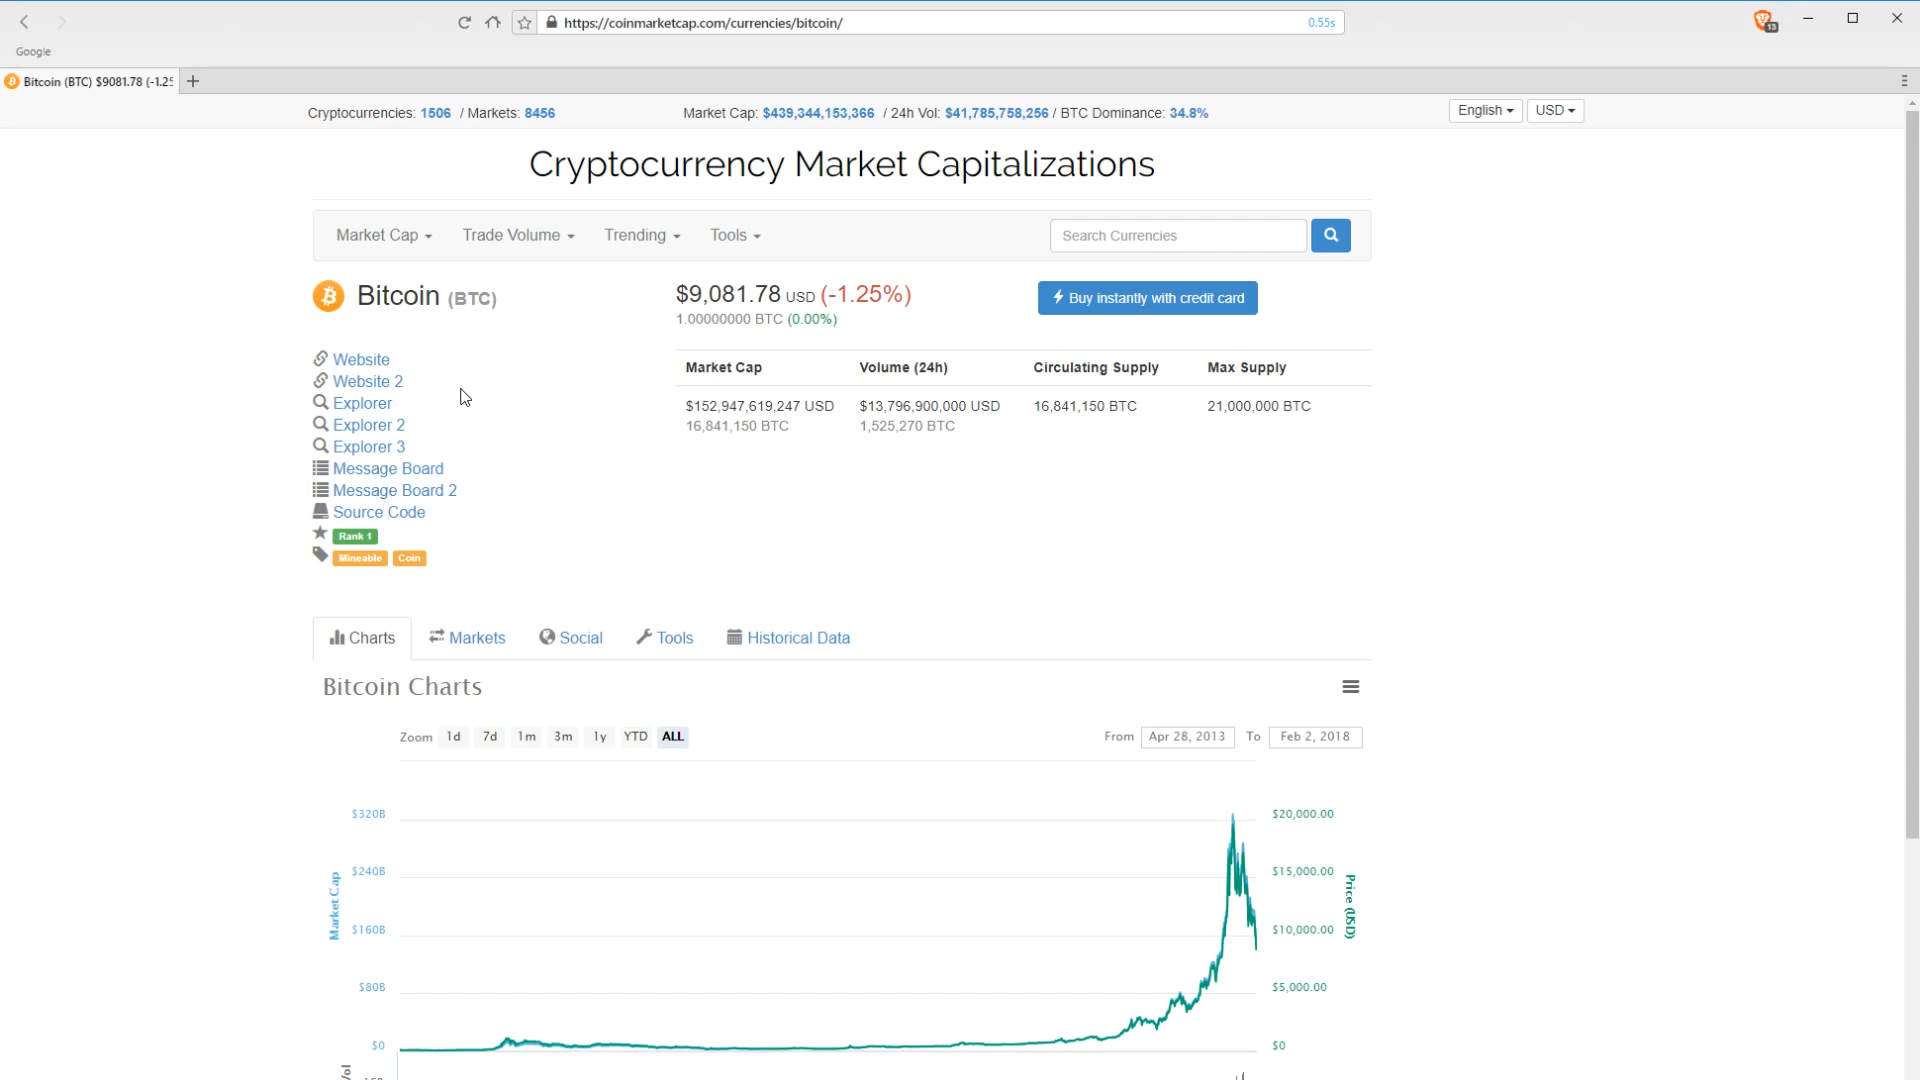 https://coinmarketcap.com/currencies/bitcoin/ 0.55s
13
Google
Bitcoin (BTC) $9081.78 (-1.25
Cryptocurrencies: 1506 / Markets: 8456 Market Cap: $439,344,153,366 / 24h Vol: $41,785,758,256 / BTC Dominance: 34.8% English USD
Cryptocurrency Market Capitalizations
Market Cap Trade Volume Trending Tools Search Currencies
Bitcoin (BTC) $9,081.78 USD (-1.25%) Buy instantly with credit card
1.00000000 BTC (0.00%)
Website
Website 2
Explorer
Explorer 2
Explorer 3
Message Board
Message Board 2
Source Code
Rank 1
Mineable Coin
Market Cap Volume (24h) Circulating Supply Max Supply
$152,947,619,247 USD $13,796,900,000 USD 16,841,150 BTC 21,000,000 BTC
16,841,150 BTC 1,525,270 BTC
Charts Markets Social Tools Historical Data
Bitcoin Charts
Zoom 1d 7d 1m 3m 1y YTD ALL From Apr 28, 2013 To Feb 2, 2018
$320B $20,000.00
$240B $15,000.00
Market Cap Price (USD)
$160B $10,000.00
$80B $5,000.00
$0 $0